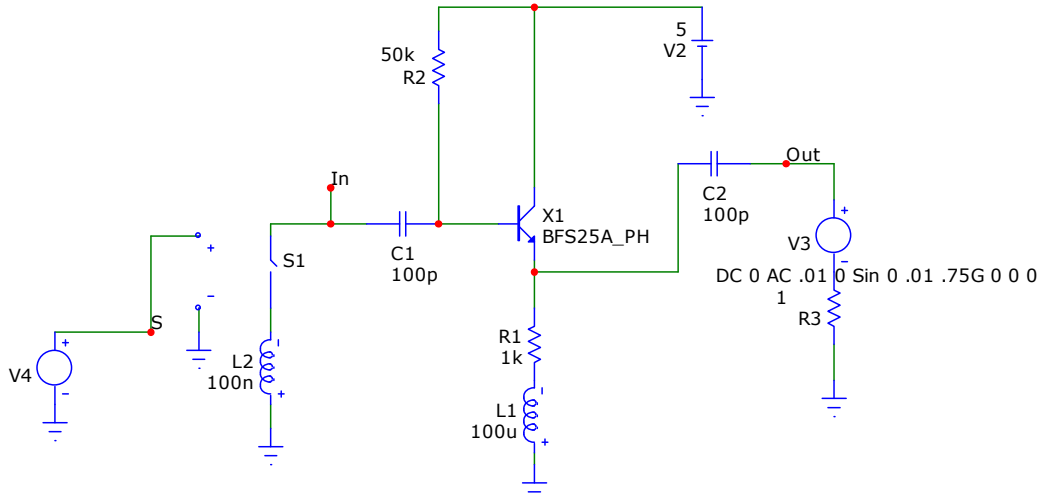 5
V2
50k
R2
Out
In
C2
100p
X1
BFS25A_PH
V3
S1
C1
100p
DC 0 AC .01 0 Sin 0 .01 .75G 0 0 0
1
R3
S
R1
1k
L2
100n
V4
L1
100u